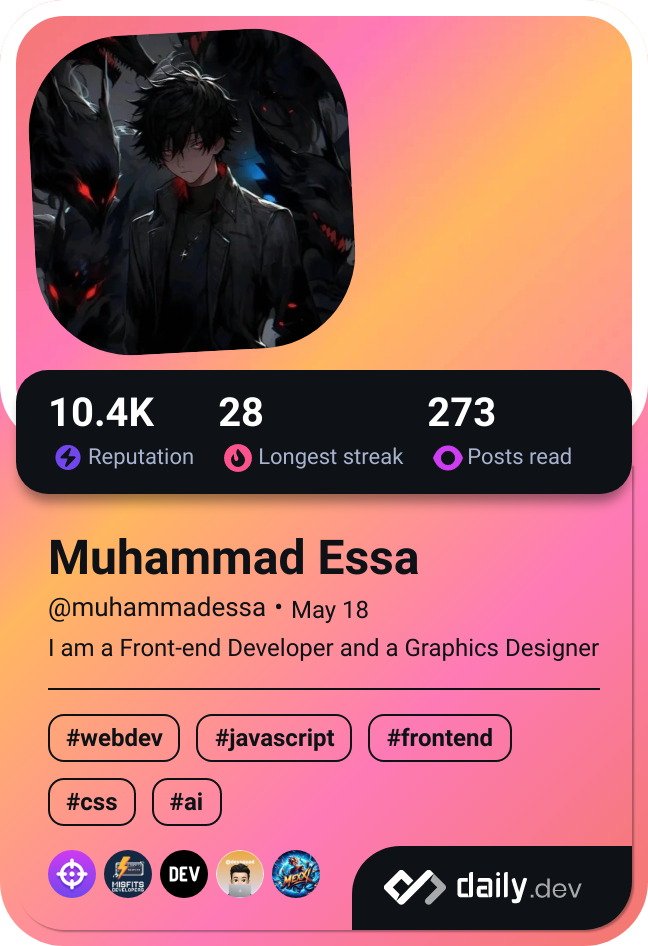 10.4K 28 273
Reputation Longest streak Posts read
Muhammad Essa
@muhammadessa • May 18
I am a Front-end Developer and a Graphics Designer
#webdev #javascript #frontend
#css #ai
MISFITS DEVELOPERS DEV
daily.dev